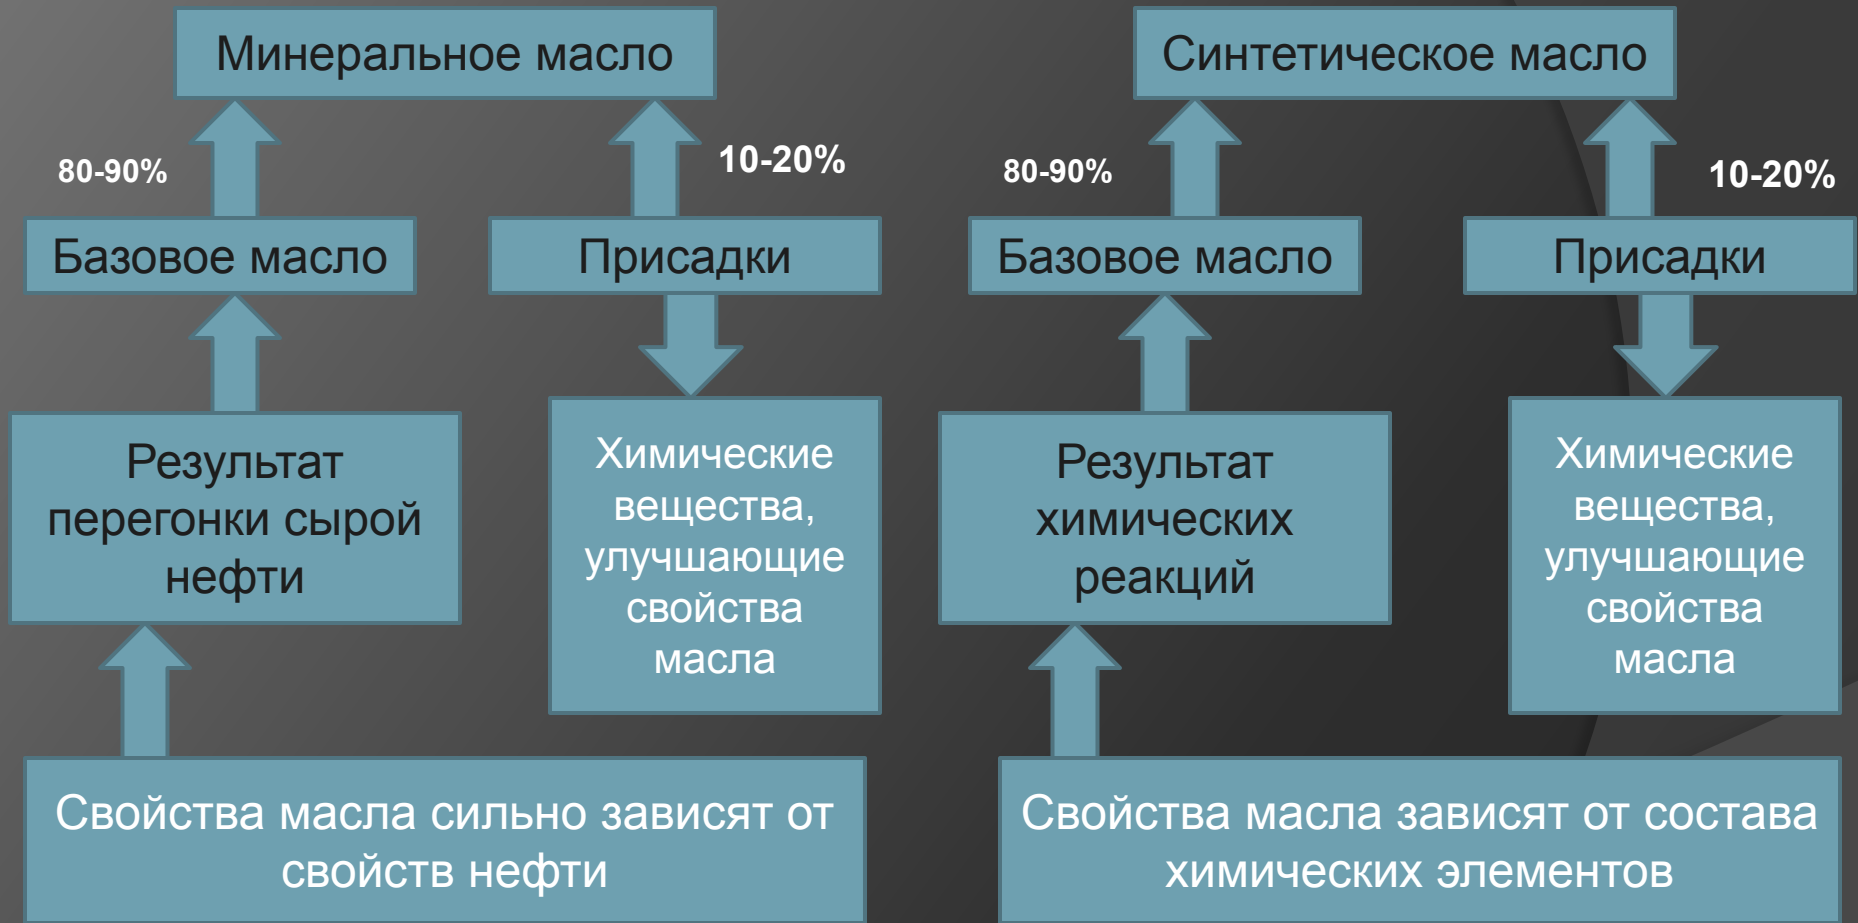 Минеральное масло
80-90%
10-20%
Базовое масло
Присадки
Результат
перегонки сырой
нефти
Химические
вещества,
улучшающие
свойства
масла
Свойства масла сильно зависят от
свойств нефти
Синтетическое масло
80-90%
10-20%
Базовое масло
Присадки
Результат
химических
реакций
Химические
вещества,
улучшающие
свойства
масла
Свойства масла зависят от состава
химических элементов